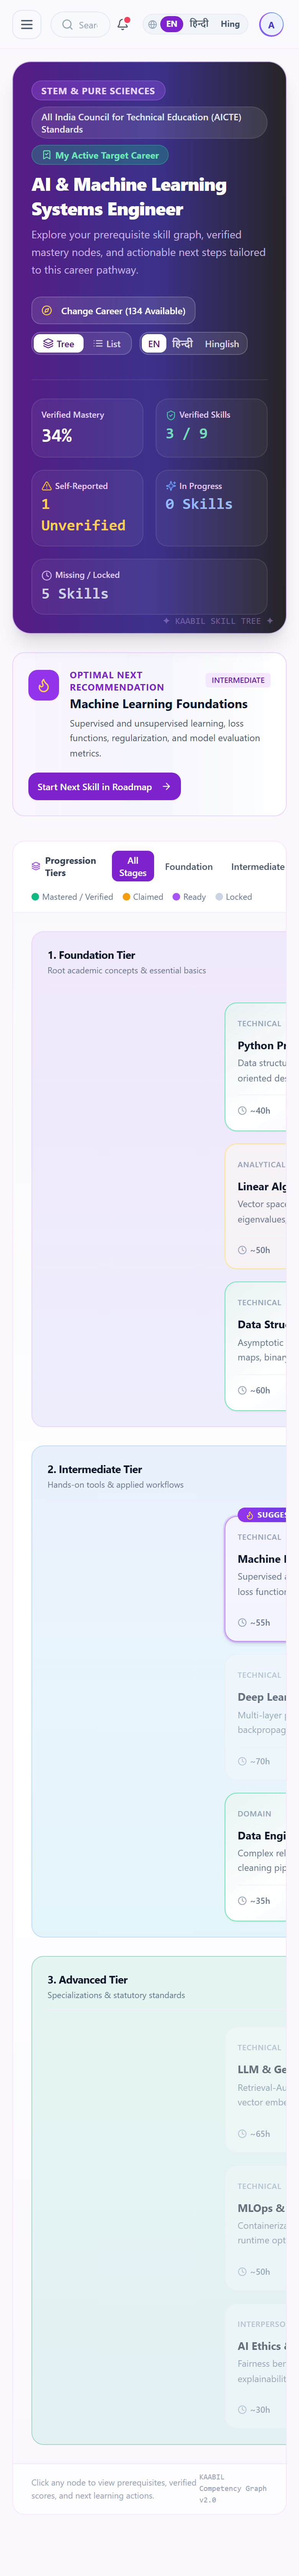 Sear
EN हिन्दी Hing
A
STEM & PURE SCIENCES
All India Council for Technical Education (AICTE)
Standards
My Active Target Career
AI & Machine Learning
Systems Engineer
Explore your prerequisite skill graph, verified
mastery nodes, and actionable next steps tailored
to this career pathway.
Change Career (134 Available)
Tree List EN हिन्दी Hinglish
Verified Mastery
34%
Verified Skills
3 / 9
Self-Reported
1
Unverified
In Progress
0 Skills
Missing / Locked
5 Skills
✦ KAABIL SKILL TREE ✦
OPTIMAL NEXT
RECOMMENDATION
INTERMEDIATE
Machine Learning Foundations
Supervised and unsupervised learning, loss
functions, regularization, and model evaluation
metrics.
Start Next Skill in Roadmap →
Progression
Tiers
All
Stages
Foundation
Intermediate
Mastered / Verified Claimed Ready Locked
1. Foundation Tier
Root academic concepts & essential basics
TECHNICAL
Python Pr
Data structu
oriented des
~40h
ANALYTICAL
Linear Alg
Vector space
eigenvalues,
~50h
TECHNICAL
Data Stru
Asymptotic
maps, binary
~60h
2. Intermediate Tier
Hands-on tools & applied workflows
SUGGES
TECHNICAL
Machine L
Supervised a
loss function
~55h
TECHNICAL
Deep Lear
Multi-layer p
backpropag
~70h
DOMAIN
Data Engi
Complex rel
cleaning pip
~35h
3. Advanced Tier
Specializations & statutory standards
TECHNICAL
LLM & Ge
Retrieval-Au
vector embe
~65h
TECHNICAL
MLOps &
Containeriza
runtime opt
~50h
INTERPERSO
AI Ethics &
Fairness ber
explainabilit
~30h
Click any node to view prerequisites, verified
scores, and next learning actions.
KAABIL
Competency Graph
v2.0